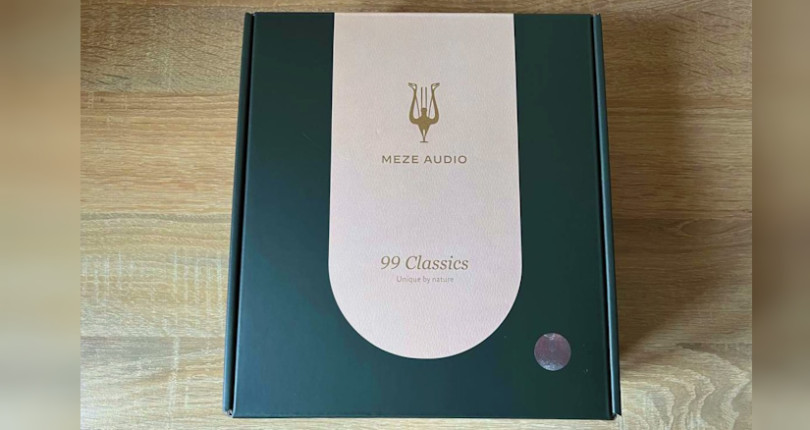 MEZE AUDIO
99 Classics
Unique by nature